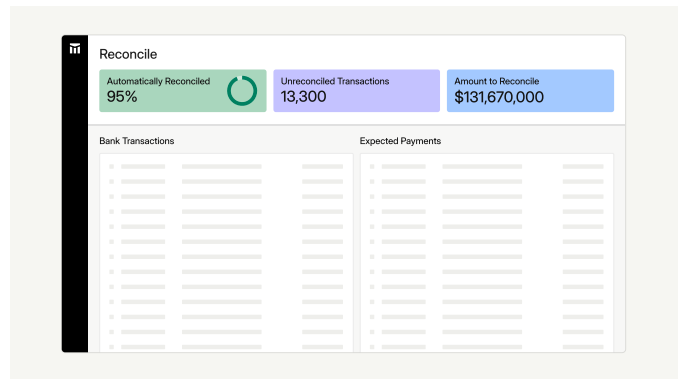 Reconcile
Automatically Reconciled
95%
Unreconciled Transactions
13,300
Amount to Reconcile
$131,670,000
Bank Transactions
Expected Payments